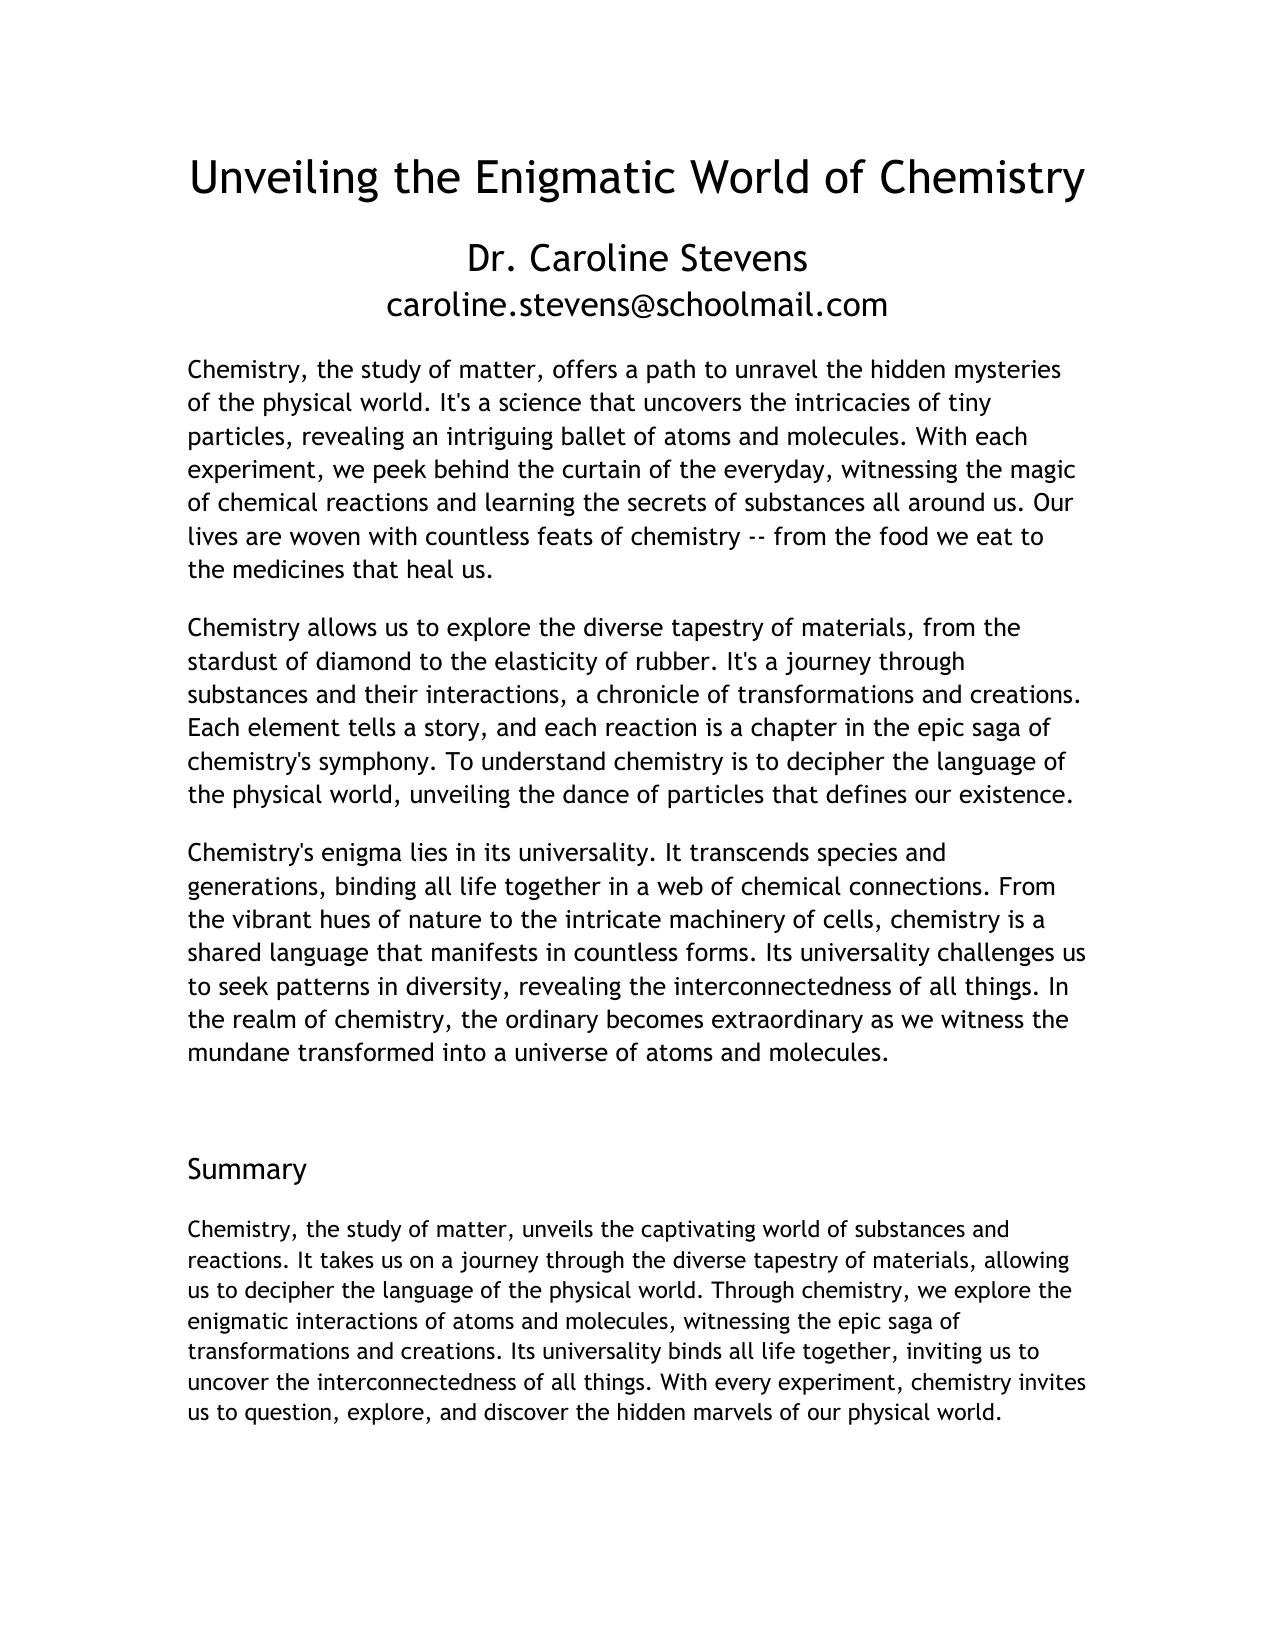 Unveiling the Enigmatic World of Chemistry
Dr. Caroline Stevens
caroline.stevens@schoolmail.com
Chemistry, the study of matter, offers a path to unravel the hidden mysteries
of the physical world. It's a science that uncovers the intricacies of tiny
particles, revealing an intriguing ballet of atoms and molecules. With each
experiment, we peek behind the curtain of the everyday, witnessing the magic
of chemical reactions and learning the secrets of substances all around us. Our
lives are woven with countless feats of chemistry -- from the food we eat to
the medicines that heal us.
Chemistry allows us to explore the diverse tapestry of materials, from the
stardust of diamond to the elasticity of rubber. It's a journey through
substances and their interactions, a chronicle of transformations and creations.
Each element tells a story, and each reaction is a chapter in the epic saga of
chemistry's symphony. To understand chemistry is to decipher the language of
the physical world, unveiling the dance of particles that defines our existence.
Chemistry's enigma lies in its universality. It transcends species and
generations, binding all life together in a web of chemical connections. From
the vibrant hues of nature to the intricate machinery of cells, chemistry is a
shared language that manifests in countless forms. Its universality challenges us
to seek patterns in diversity, revealing the interconnectedness of all things. In
the realm of chemistry, the ordinary becomes extraordinary as we witness the
mundane transformed into a universe of atoms and molecules.
Summary
Chemistry, the study of matter, unveils the captivating world of substances and
reactions. It takes us on a journey through the diverse tapestry of materials, allowing
us to decipher the language of the physical world. Through chemistry, we explore the
enigmatic interactions of atoms and molecules, witnessing the epic saga of
transformations and creations. Its universality binds all life together, inviting us to
uncover the interconnectedness of all things. With every experiment, chemistry invites
us to question, explore, and discover the hidden marvels of our physical world.